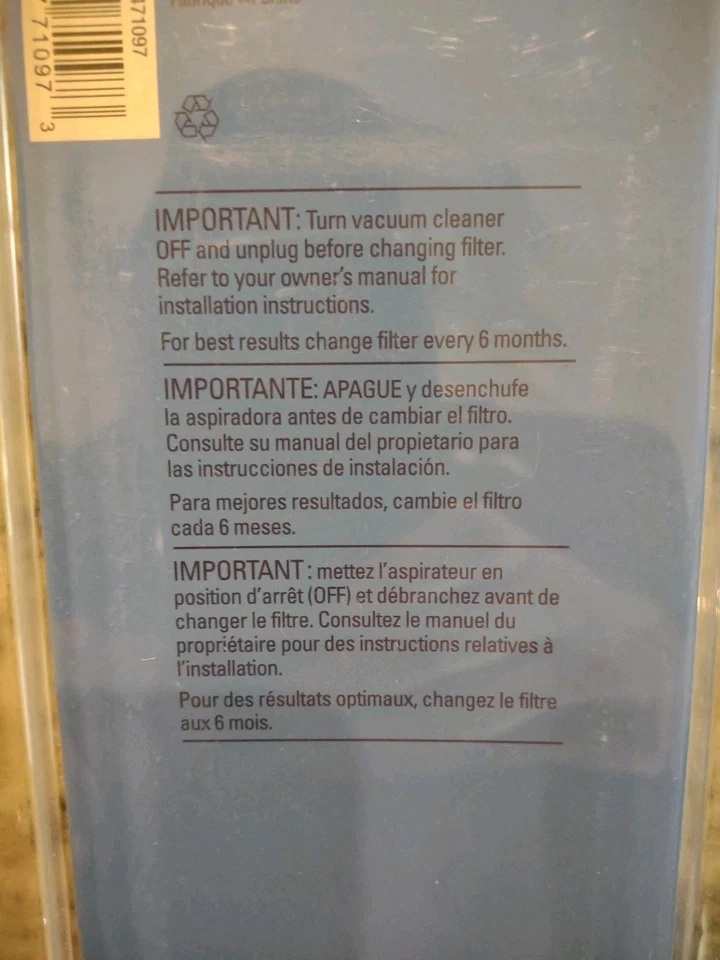 Fabriqué en Chine
471097
71097 3
IMPORTANT: Turn vacuum cleaner
OFF and unplug before changing filter.
Refer to your owner's manual for
installation instructions.
For best results change filter every 6 months.
IMPORTANTE: APAGUE y desenchufe
la aspiradora antes de cambiar el filtro.
Consulte su manual del propietario para
las instrucciones de instalación.
Para mejores resultados, cambie el filtro
cada 6 meses.
IMPORTANT : mettez l'aspirateur en
position d'arrêt (OFF) et débranchez avant de
changer le filtre. Consultez le manuel du
propriétaire pour des instructions relatives à
l'installation.
Pour des résultats optimaux, changez le filtre
aux 6 mois.